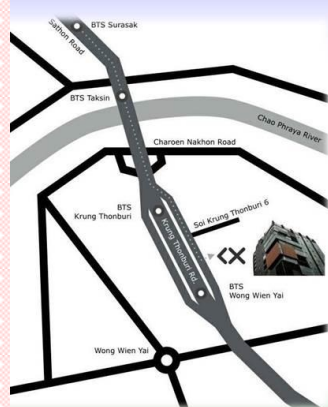 BTS Surasak
Sathon Road
BTS Taksin
Chao Phraya River
Charoen Nakhon Road
BTS
Krung Thonburi
Soi Krung Thonburi 6
Krung Thonburi Rd.
BTS
Wong Wien Yai
Wong Wien Yai